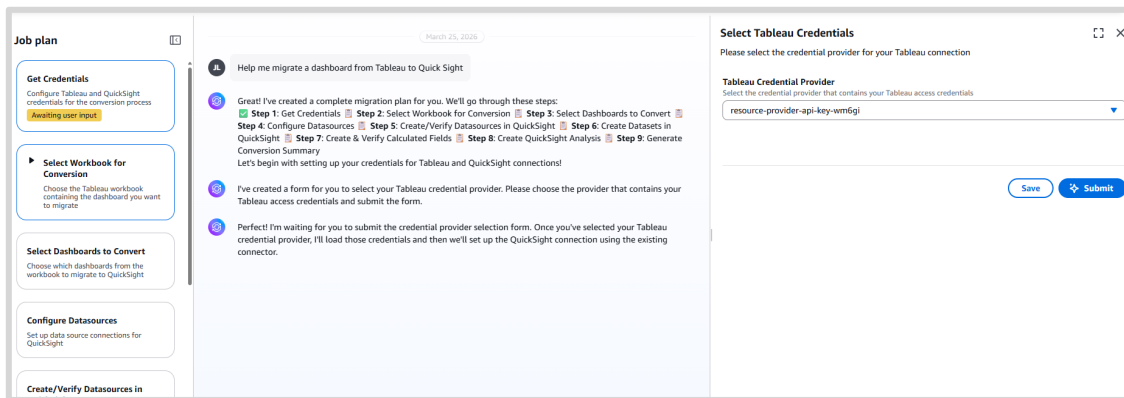 Job plan
Get Credentials
Configure Tableau and QuickSight
credentials for the conversion process
Awaiting user input
Select Workbook for
Conversion
Choose the Tableau workbook
containing the dashboard you want
to migrate
Select Dashboards to Convert
Choose which dashboards from the
workbook to migrate to QuickSight
Configure Datasources
Set up data source connections for
QuickSight
Create/Verify Datasources in
March 25, 2026
JL
Help me migrate a dashboard from Tableau to Quick Sight
Great! I've created a complete migration plan for you. We'll go through these steps:
✅ Step 1: Get Credentials 📋 Step 2: Select Workbook for Conversion 📋 Step 3: Select Dashboards to Convert 📋
Step 4: Configure Datasources 📋 Step 5: Create/Verify Datasources in QuickSight 📋 Step 6: Create Datasets in
QuickSight 📋 Step 7: Create & Verify Calculated Fields 📋 Step 8: Create QuickSight Analysis 📋 Step 9: Generate
Conversion Summary
Let's begin with setting up your credentials for Tableau and QuickSight connections!
I've created a form for you to select your Tableau credential provider. Please choose the provider that contains your
Tableau access credentials and submit the form.
Perfect! I'm waiting for you to submit the credential provider selection form. Once you've selected your Tableau
credential provider, I'll load those credentials and then we'll set up the QuickSight connection using the existing
connector.
Select Tableau Credentials
Please select the credential provider for your Tableau connection
Tableau Credential Provider
Select the credential provider that contains your Tableau access credentials
resource-provider-api-key-wm6gi
Save
Submit